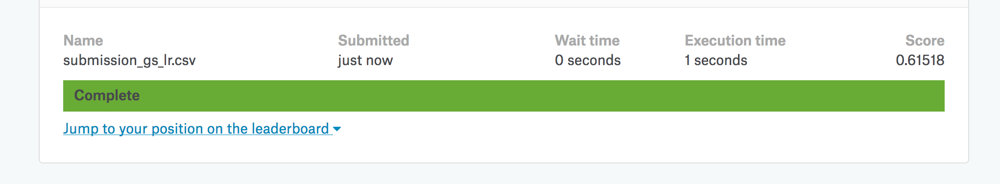 Name Submitted Wait time Execution time Score
submission_gs_lr.csv just now 0 seconds 1 seconds 0.61518
Complete
Jump to your position on the leaderboard